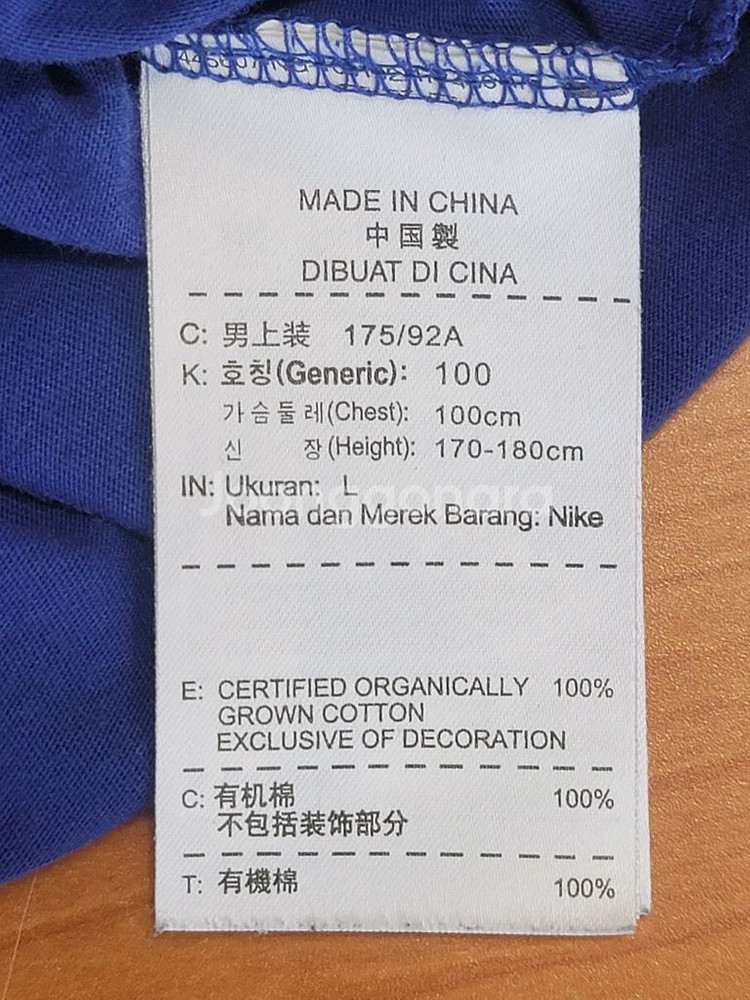 MADE IN CHINA
中国製
DIBUAT DI CINA
C: 男上装 175/92A
K: 호칭(Generic): 100
가슴둘레(Chest): 100cm
신 장(Height): 170-180cm
IN: Ukuran: L
Nama dan Merek Barang: Nike
E: CERTIFIED ORGANICALLY 100%
GROWN COTTON
EXCLUSIVE OF DECORATION
C: 有机棉 100%
不包括装饰部分
T: 有機棉 100%